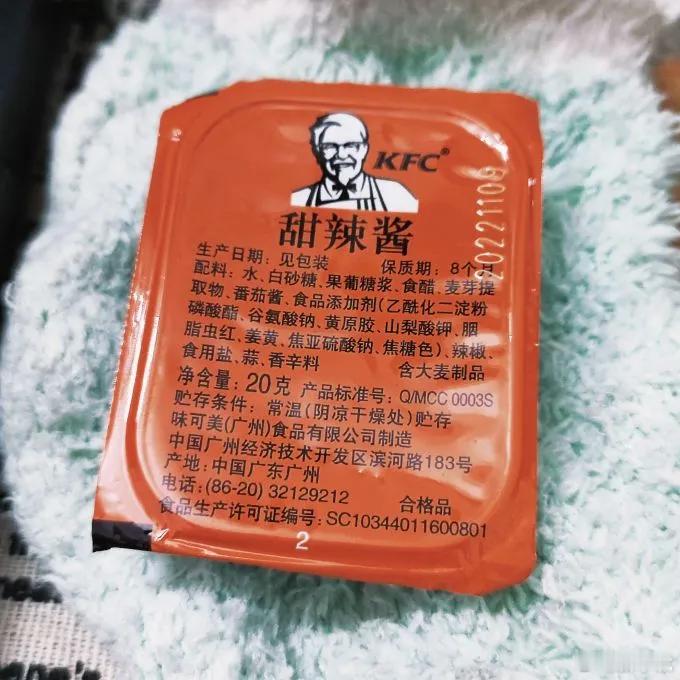 KFC®
20221109
甜辣酱
生产日期：见包装 保质期：8个月
配料：水、白砂糖、果葡糖浆、食醋、麦芽提
取物、番茄酱、食品添加剂(乙酰化二淀粉
磷酸酯、谷氨酸钠、黄原胶、山梨酸钾、胭
脂虫红、姜黄、焦亚硫酸钠、焦糖色)、辣椒、
食用盐、蒜、香辛料 含大麦制品
净含量：20克 产品标准号：Q/MCC 0003S
贮存条件：常温(阴凉干燥处)贮存
味可美(广州)食品有限公司制造
中国广州经济技术开发区滨河路183号
产地：中国广东广州
电话：(86-20) 32129212 合格品
食品生产许可证编号：SC10344011600801
2